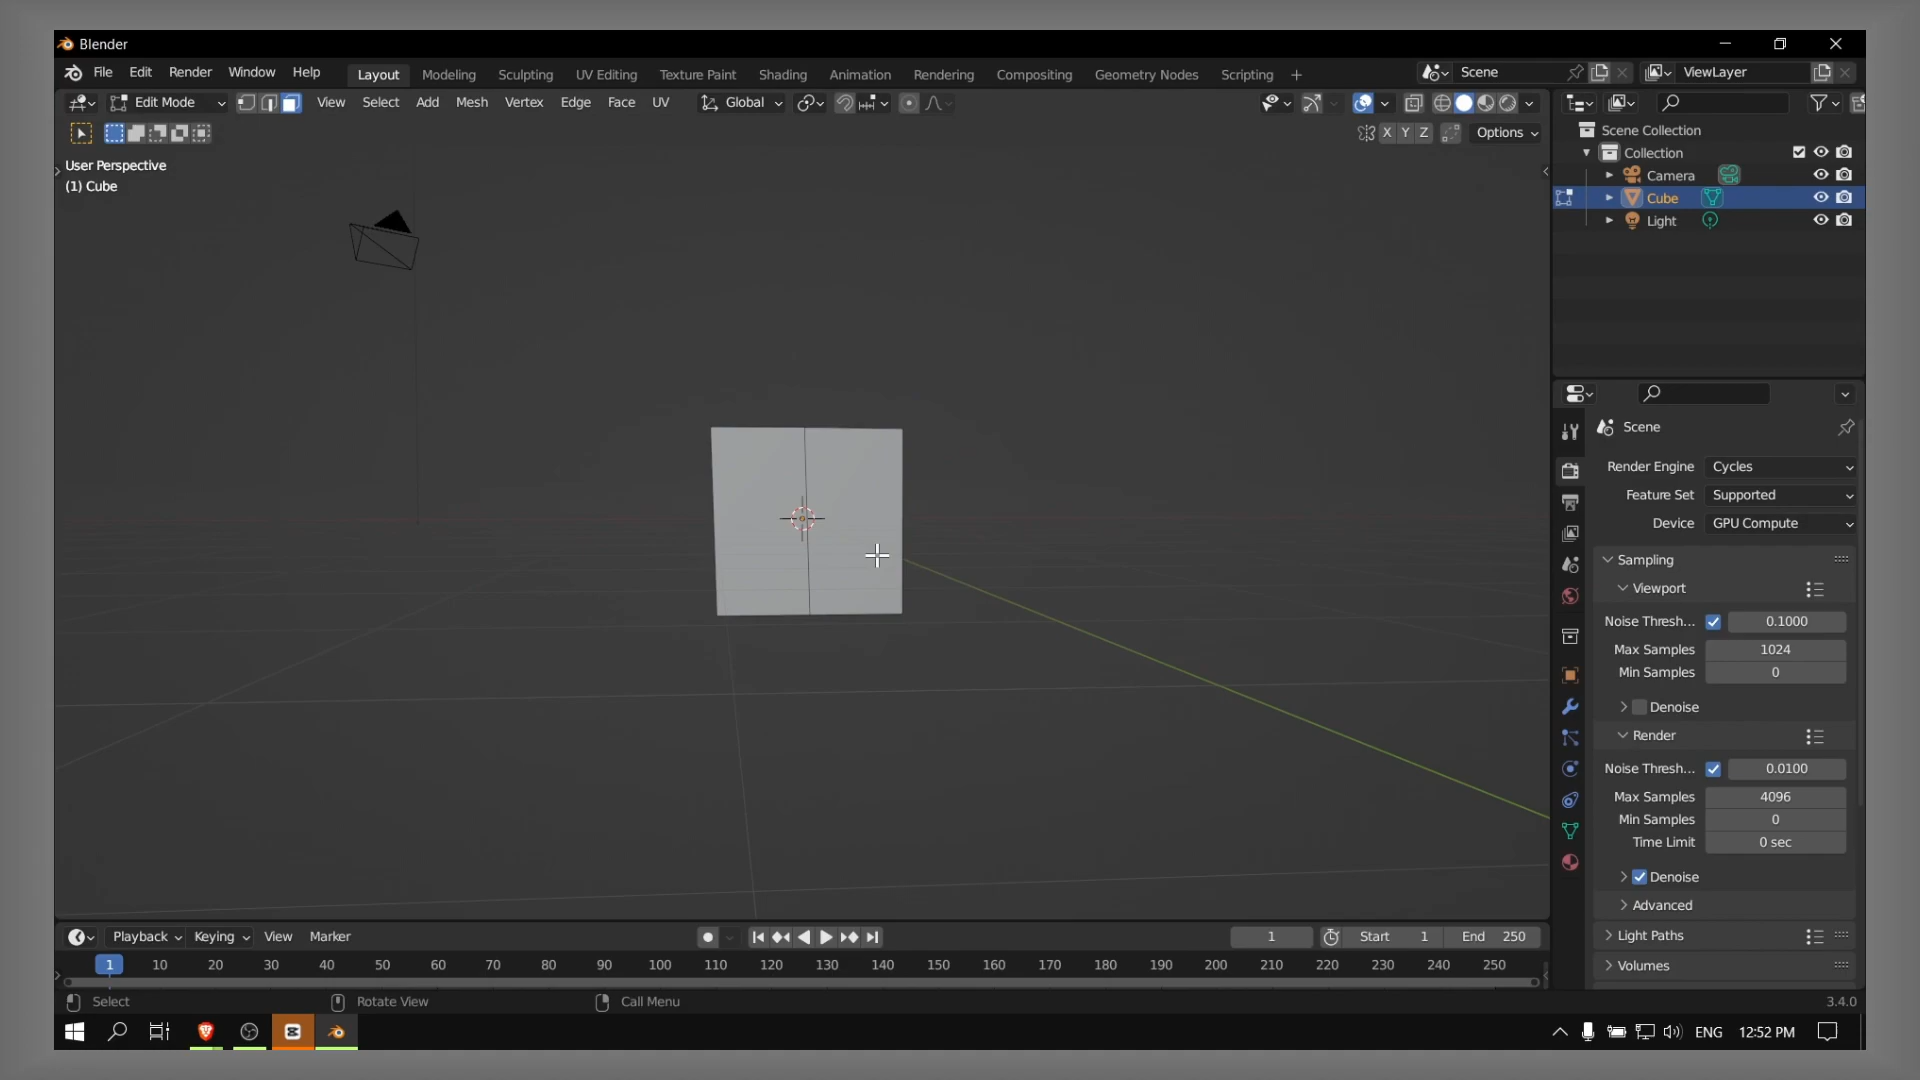 Blender
File Edit Render Window Help Layout Modeling Sculpting UV Editing Texture Paint Shading Animation Rendering Compositing Geometry Nodes Scripting + Scene ViewLayer
Edit Mode View Select Add Mesh Vertex Edge Face UV Global
X Y Z Options
User Perspective
(1) Cube
Scene Collection
Collection
Camera
Cube
Light
Scene
Render Engine Cycles
Feature Set Supported
Device GPU Compute
Sampling
Viewport
Noise Thresh... 0.1000
Max Samples 1024
Min Samples 0
Denoise
Render
Noise Thresh... 0.0100
Max Samples 4096
Min Samples 0
Time Limit 0 sec
Denoise
Advanced
Light Paths
Volumes
Playback Keying View Marker 1 Start 1 End 250
1 10 20 30 40 50 60 70 80 90 100 110 120 130 140 150 160 170 180 190 200 210 220 230 240 250
Select Rotate View Call Menu 3.4.0
ENG 12:52 PM